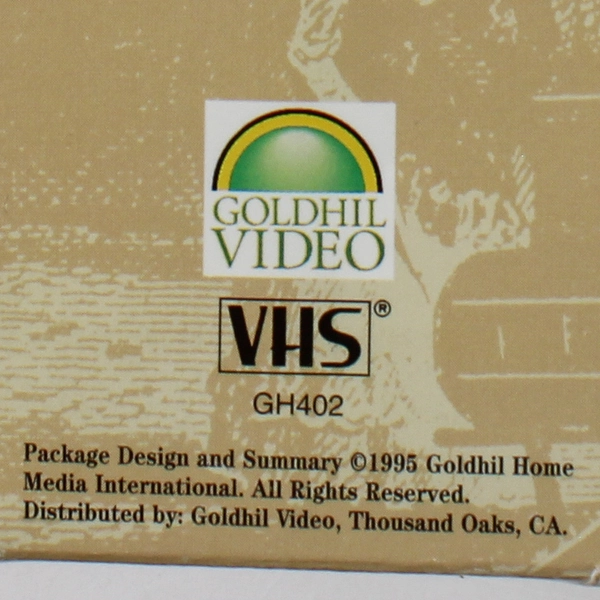 GOLDHIL
VIDEO
VHS®
GH402
Package Design and Summary ©1995 Goldhil Home
Media International. All Rights Reserved.
Distributed by: Goldhil Video, Thousand Oaks, CA.